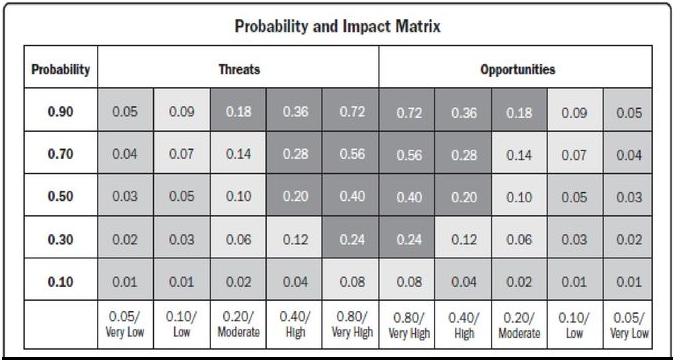 Probability and Impact Matrix
Probability Threats Opportunities
0.90 0.05 0.09 0.18 0.36 0.72 0.72 0.36 0.18 0.09 0.05
0.70 0.04 0.07 0.14 0.28 0.56 0.56 0.28 0.14 0.07 0.04
0.50 0.03 0.05 0.10 0.20 0.40 0.40 0.20 0.10 0.05 0.03
0.30 0.02 0.03 0.06 0.12 0.24 0.24 0.12 0.06 0.03 0.02
0.10 0.01 0.01 0.02 0.04 0.08 0.08 0.04 0.02 0.01 0.01
0.05/ 0.10/ 0.20/ 0.40/ 0.80/ 0.80/ 0.40/ 0.20/ 0.10/ 0.05/
Very Low Low Moderate High Very High Very High High Moderate Low Very Low